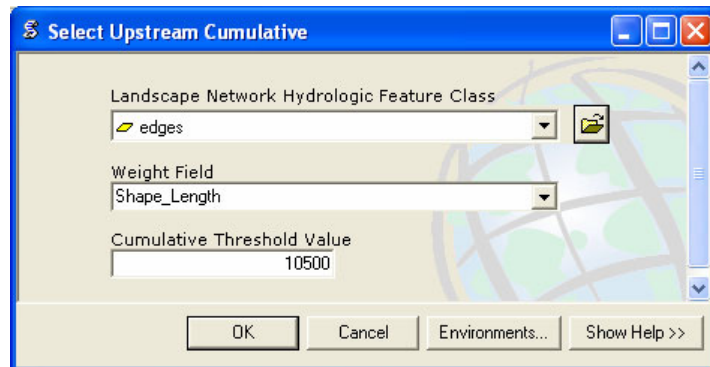 Select Upstream Cumulative
Landscape Network Hydrologic Feature Class
edges
Weight Field
Shape_Length
Cumulative Threshold Value
10500
OK Cancel Environments... Show Help >>